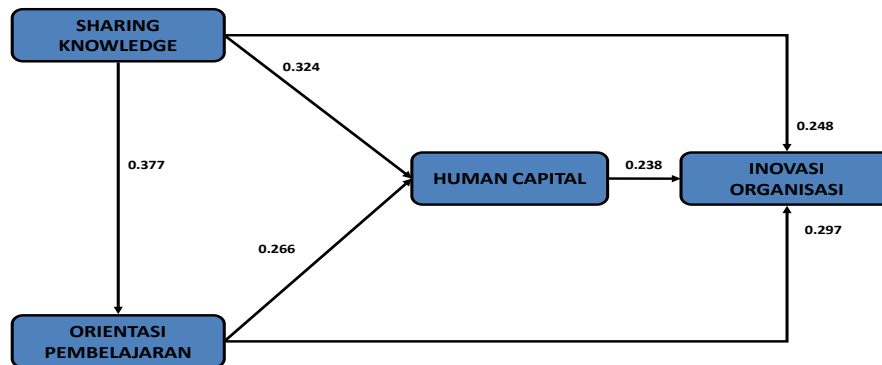 SHARING
KNOWLEDGE
0.324
0.248
0.377
HUMAN CAPITAL
0.238
INOVASI
ORGANISASI
0.266
0.297
ORIENTASI
PEMBELAJARAN